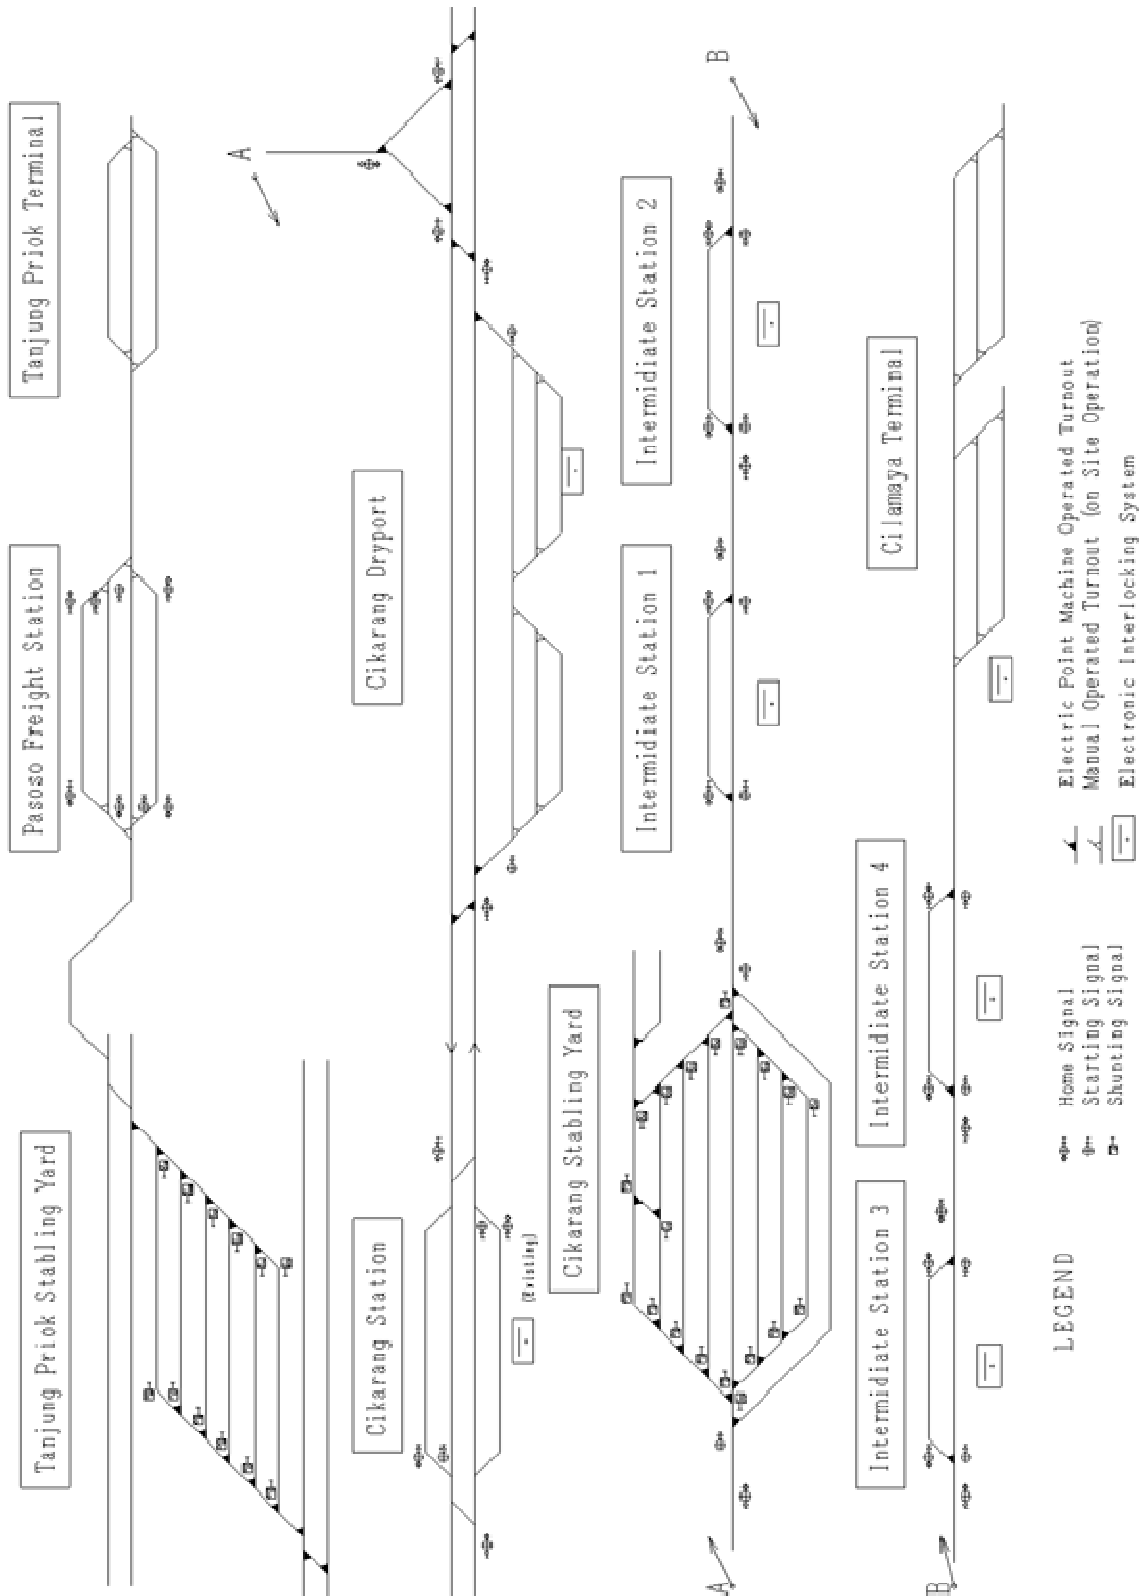 Tanjung Priok Stabling Yard
Pasoso Freight Station
Tanjung Priok Terminal
A
Cikarang Station
(Existing)
Cikarang Dryport
Cikarang Stabling Yard
Intermidiate Station 1
Intermidiate Station 2
A
B
Intermidiate Station 3
Intermidiate Station 4
Cilamaya Terminal
B
LEGEND
Home Signal
Starting Signal
Shunting Signal
Electric Point Machine Operated Turnout
Manual Operated Turnout (on Site Operation)
Electronic Interlocking System